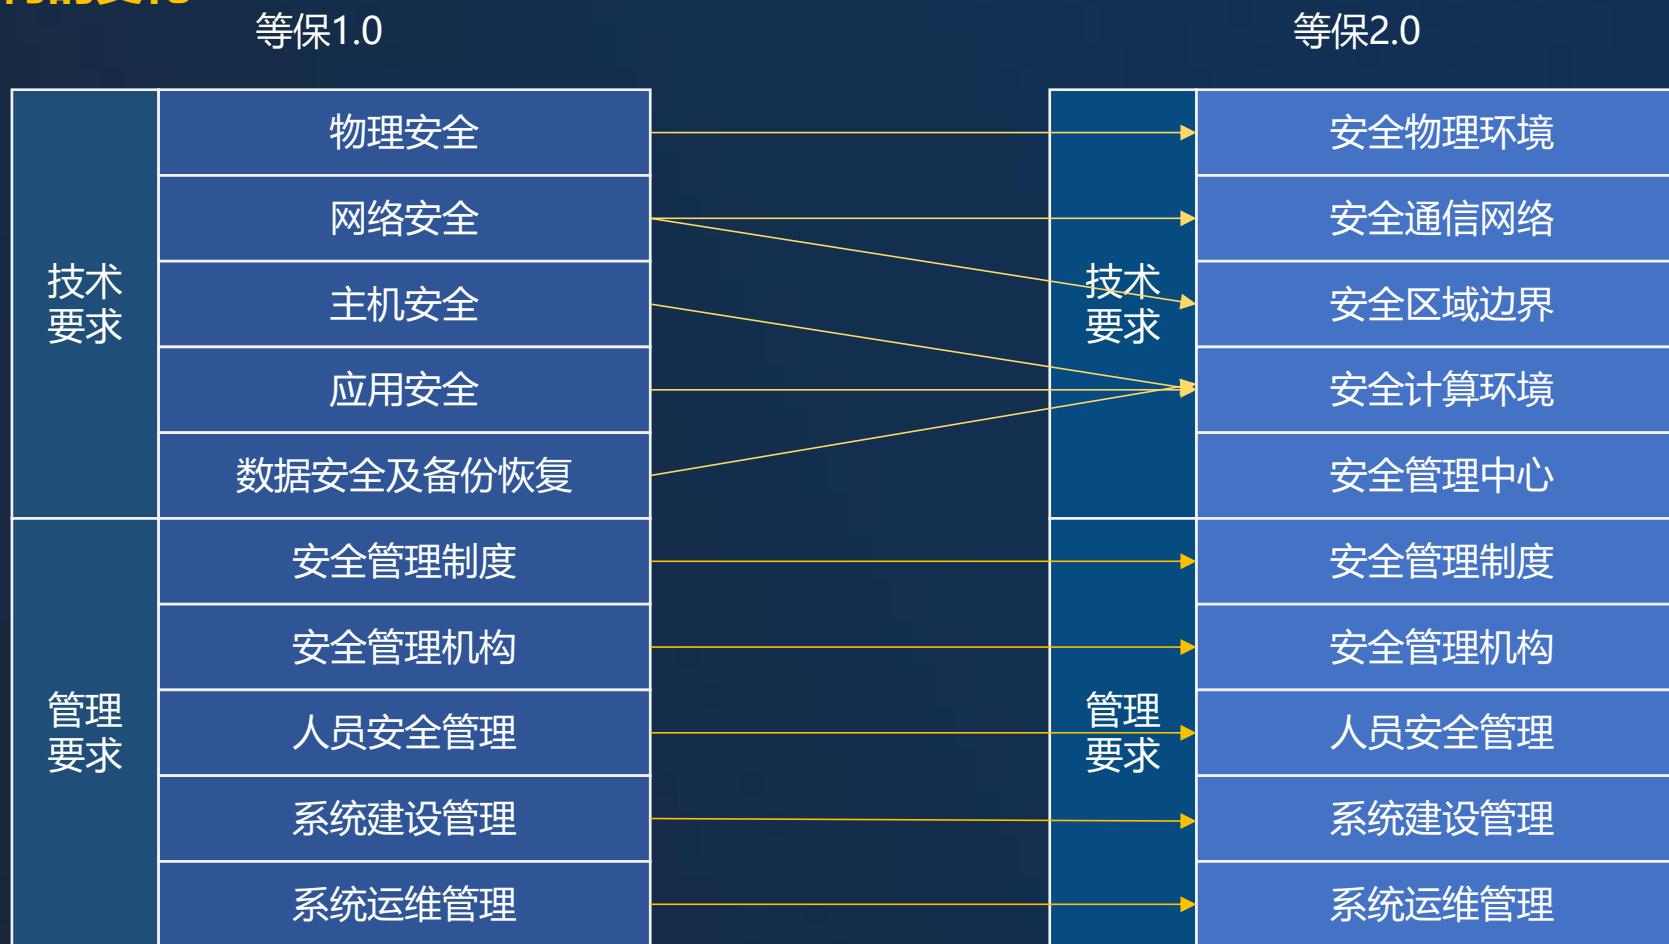 等保1.0
等保2.0
技术
要求
物理安全
网络安全
主机安全
应用安全
数据安全及备份恢复
管理
要求
安全管理制度
安全管理机构
人员安全管理
系统建设管理
系统运维管理
技术
要求
安全物理环境
安全通信网络
安全区域边界
安全计算环境
安全管理中心
管理
要求
安全管理制度
安全管理机构
人员安全管理
系统建设管理
系统运维管理